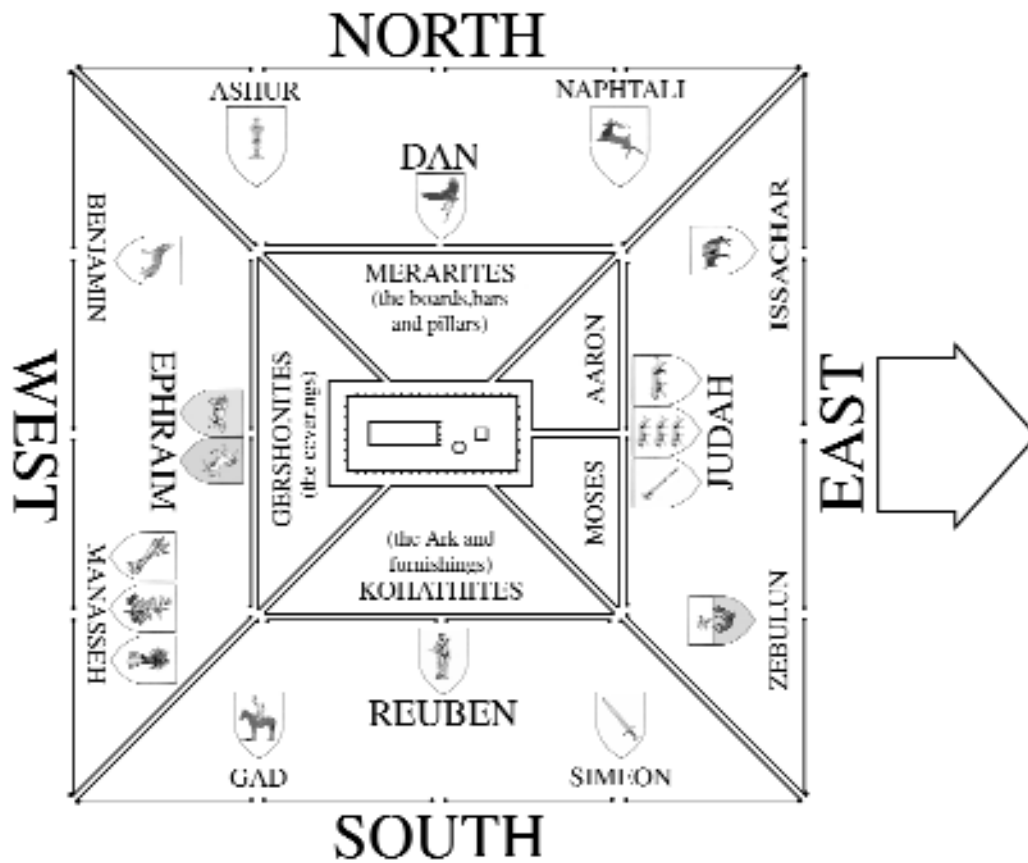 NORTH
ASHUR
NAPHTALI
DAN
BENJAMIN
ISSACHAR
MERARITES
(the boards,bars
and pillars)
WEST
EPHRAIM
GERSHONITES
(the coverings)
AARON
JUDAH
EAST
MOSES
MANASSEH
(the Ark and
furnishings)
KOHATHITES
ZEBULUN
REUBEN
GAD
SIMEON
SOUTH